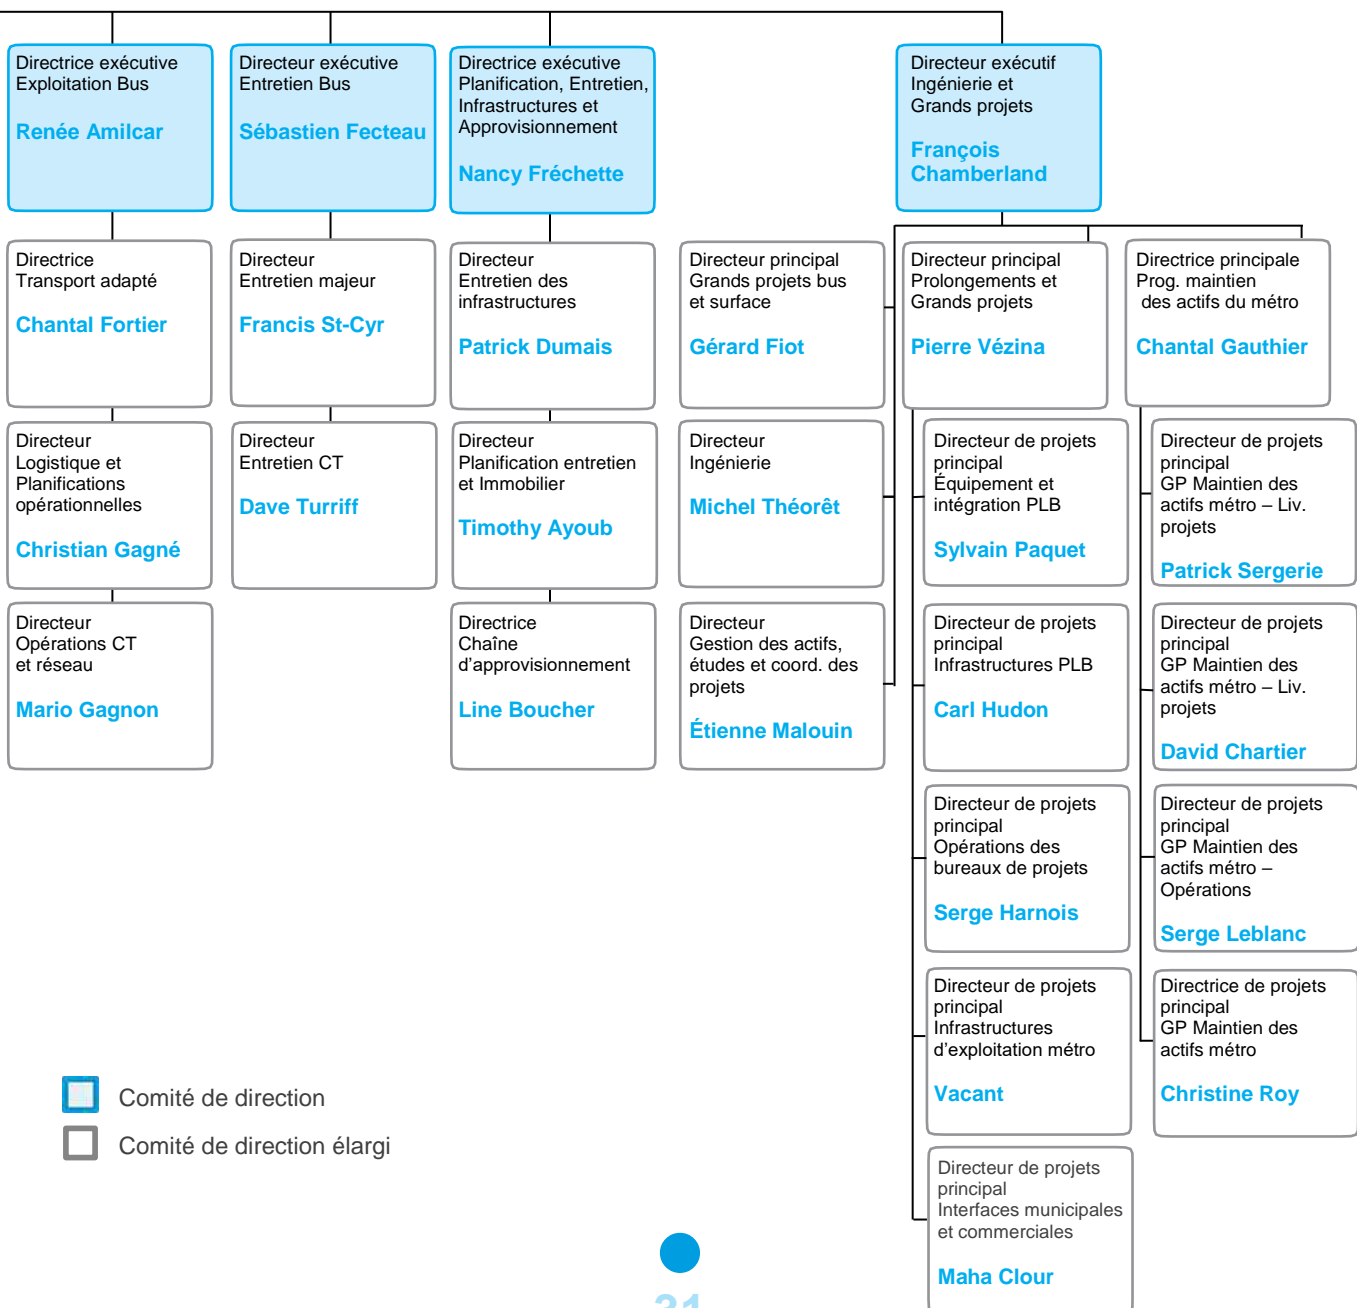 Directrice exécutive
Exploitation Bus
Renée Amilcar
Directeur exécutive
Entretien Bus
Sébastien Fecteau
Directrice exécutive
Planification, Entretien,
Infrastructures et
Approvisionnement
Nancy Fréchette
Directeur exécutif
Ingénierie et
Grands projets
François
Chamberland
Directrice
Transport adapté
Chantal Fortier
Directeur
Entretien majeur
Francis St-Cyr
Directeur
Entretien des
infrastructures
Patrick Dumais
Directeur principal
Grands projets bus
et surface
Gérard Fiot
Directeur principal
Prolongements et
Grands projets
Pierre Vézina
Directrice principale
Prog. maintien
des actifs du métro
Chantal Gauthier
Directeur
Logistique et
Planifications
opérationnelles
Christian Gagné
Directeur
Entretien CT
Dave Turriff
Directeur
Planification entretien
et Immobilier
Timothy Ayoub
Directeur
Ingénierie
Michel Théorêt
Directeur de projets
principal
Équipement et
intégration PLB
Sylvain Paquet
Directeur de projets
principal
GP Maintien des
actifs métro – Liv.
projets
Patrick Sergerie
Directeur
Opérations CT
et réseau
Mario Gagnon
Directrice
Chaîne
d'approvisionnement
Line Boucher
Directeur
Gestion des actifs,
études et coord. des
projets
Étienne Malouin
Directeur de projets
principal
Infrastructures PLB
Carl Hudon
Directeur de projets
principal
GP Maintien des
actifs métro – Liv.
projets
David Chartier
Directeur de projets
principal
Opérations des
bureaux de projets
Serge Harnois
Directeur de projets
principal
GP Maintien des
actifs métro –
Opérations
Serge Leblanc
Directeur de projets
principal
Infrastructures
d'exploitation métro
Vacant
Directrice de projets
principal
GP Maintien des
actifs métro
Christine Roy
Comité de direction
Comité de direction élargi
Directeur de projets
principal
Interfaces municipales
et commerciales
Maha Clour
31